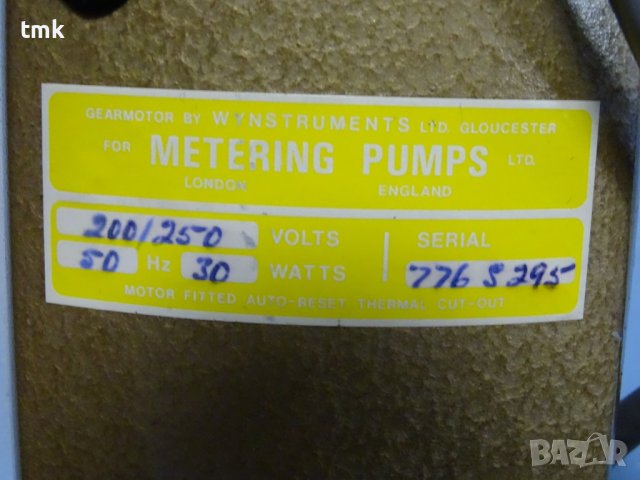 tmk
GEARMOTOR BY WYNSTRUMENTS LTD. GLOUCESTER
FOR METERING PUMPS LTD.
LONDON ENGLAND
200/250 VOLTS SERIAL
50 Hz 30 WATTS 776 S 295
MOTOR FITTED AUTO-RESET THERMAL CUT-OUT
BAZAR
bg